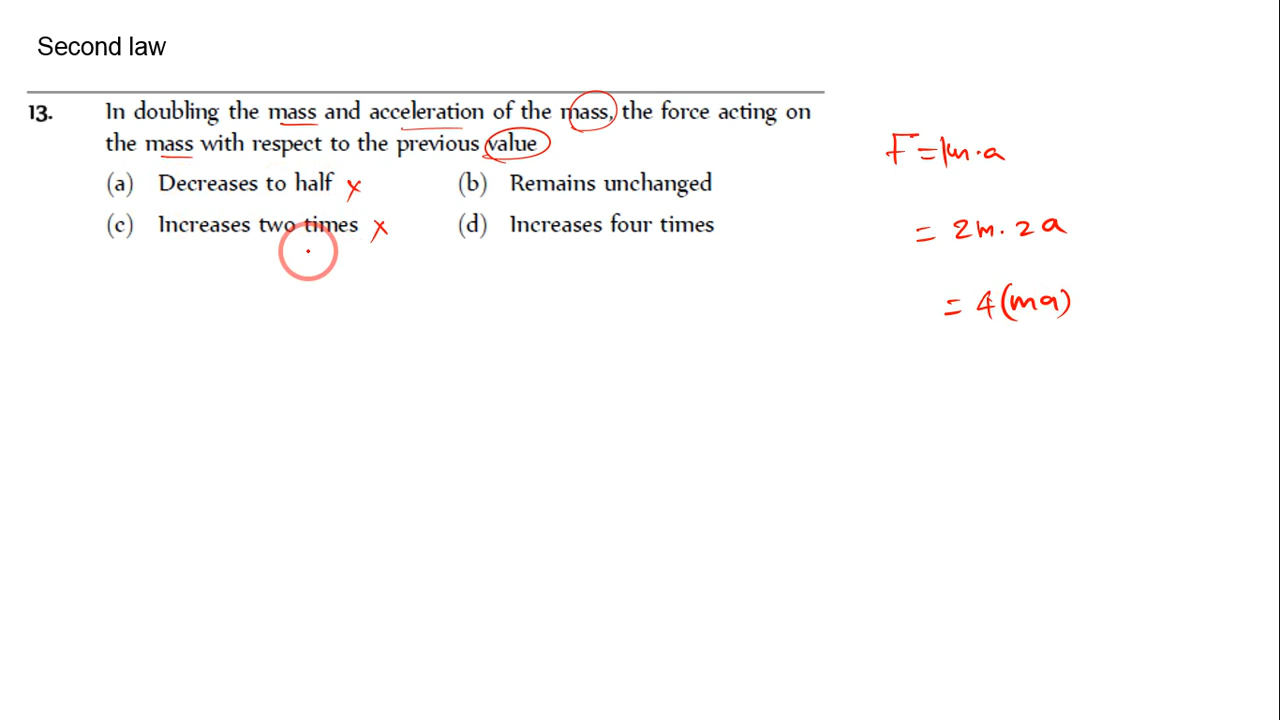 Second law
13. In doubling the mass and acceleration of the mass, the force acting on
the mass with respect to the previous value
(a) Decreases to half x (b) Remains unchanged
(c) Increases two times x (d) Increases four times
F = m.a
= 2m.2a
= 4(ma)